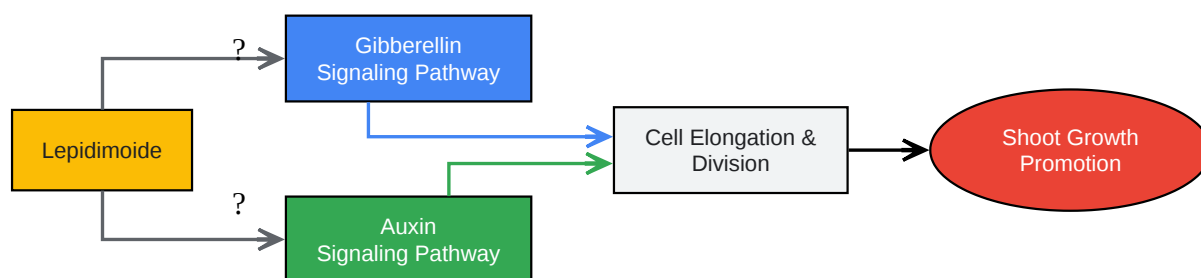 ?
Gibberellin
Signaling Pathway
Lepidimoide
Cell Elongation &
Division
Shoot Growth
Promotion
?
Auxin
Signaling Pathway